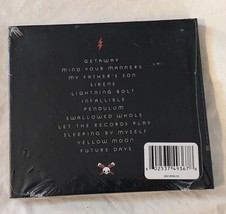 GETAWAY
MIND YOUR MANNERS
MY FATHER'S SON
SIRENS
LIGHTNING BOLT
INFALLIBLE
PENDULUM
SWALLOWED WHOLE
LET THE RECORDS PLAY
SLEEPING BY MYSELF
YELLOW MOON
FUTURE DAYS